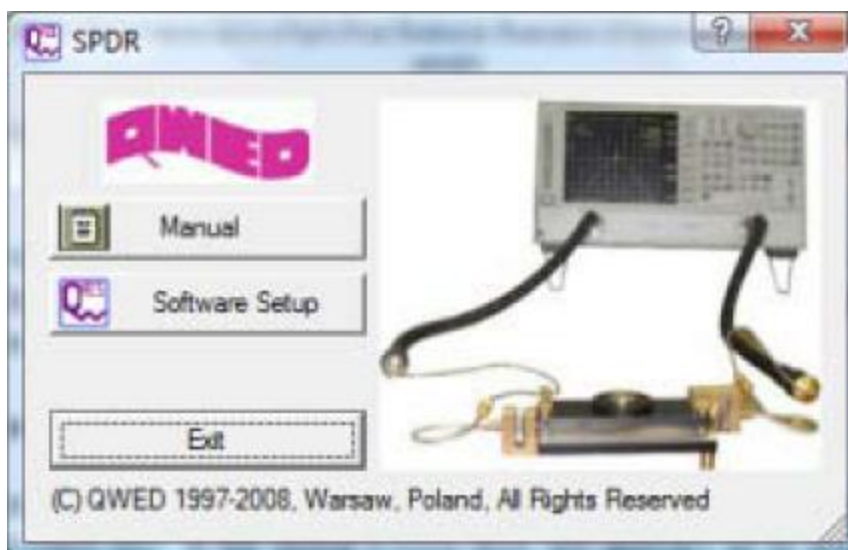 SPDR
QWED
Manual
Software Setup
Exit
(C) QWED 1997-2008, Warsaw, Poland, All Rights Reserved